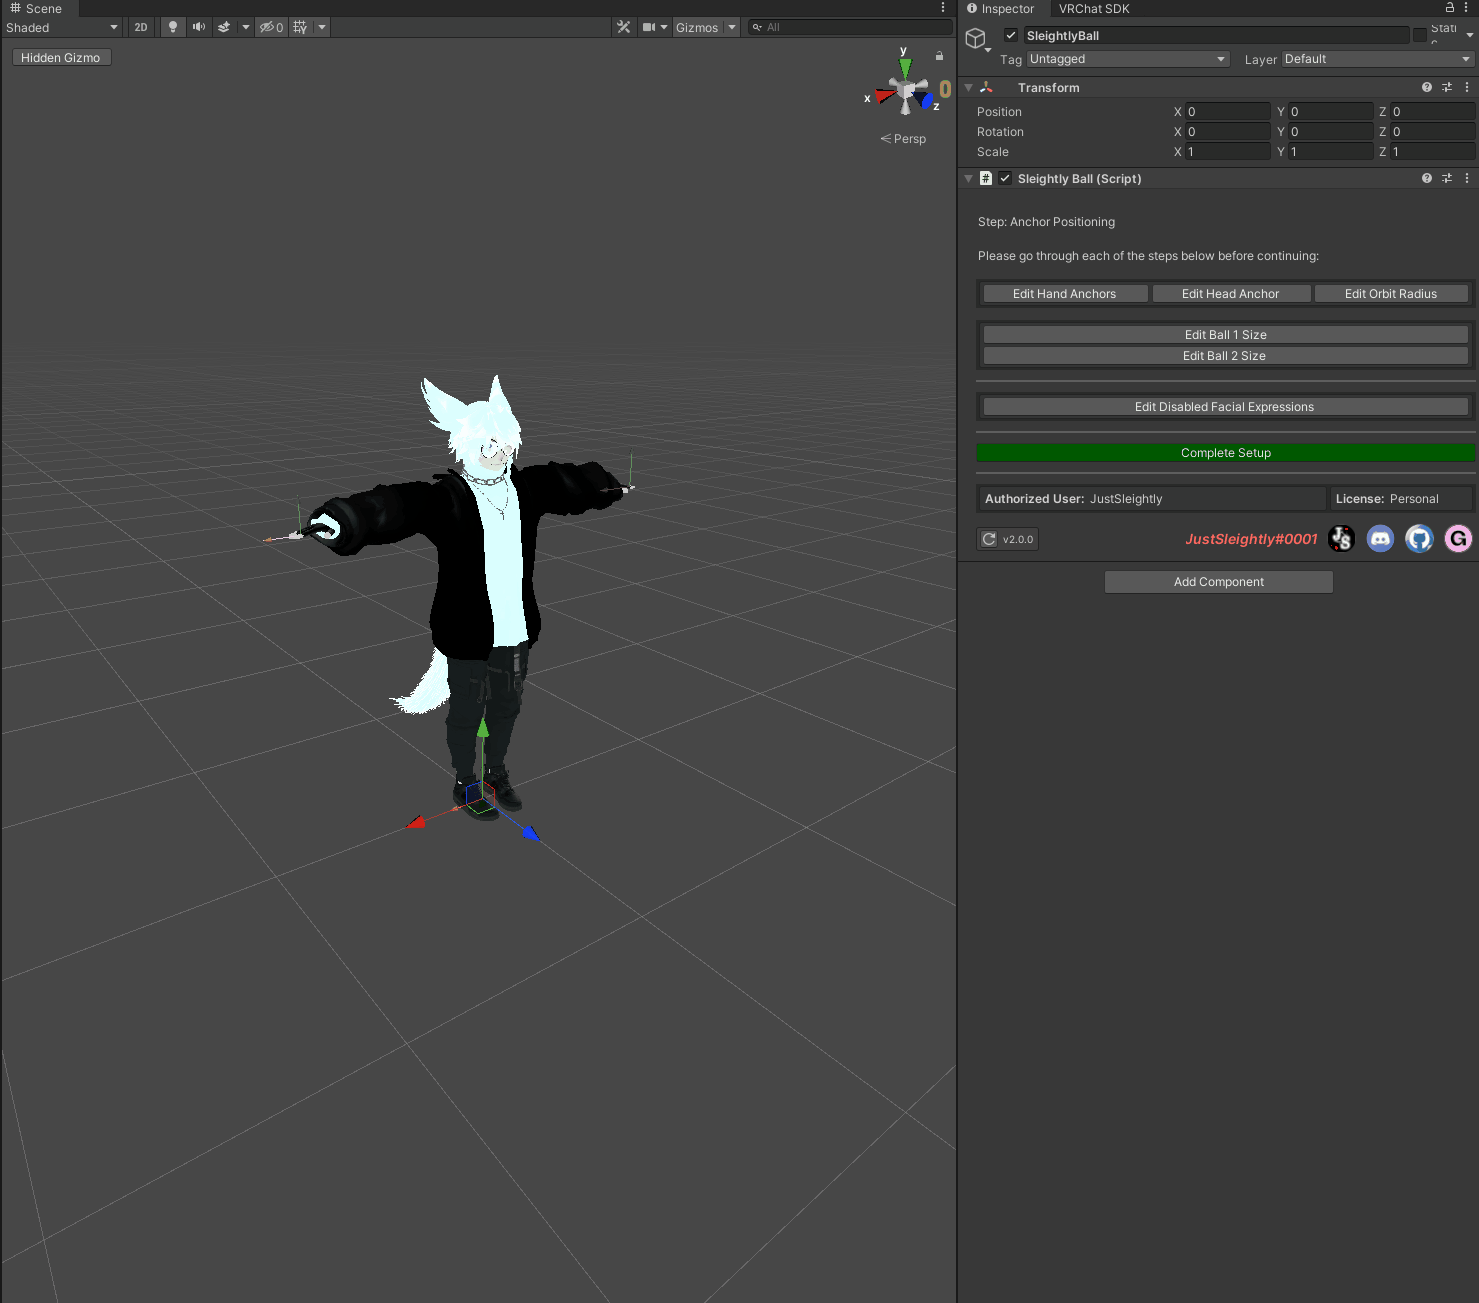 Scene
Shaded
2D
0
Gizmos
All
Hidden Gizmo
y
x
z
Persp
Inspector
VRChat SDK
SleightlyBall
Tag Untagged
Layer Default
Transform
Position X 0 Y 0 Z 0
Rotation X 0 Y 0 Z 0
Scale X 1 Y 1 Z 1
# Sleightly Ball (Script)
Step: Anchor Positioning
Please go through each of the steps below before continuing:
Edit Hand Anchors Edit Head Anchor Edit Orbit Radius
Edit Ball 1 Size
Edit Ball 2 Size
Edit Disabled Facial Expressions
Complete Setup
Authorized User: JustSleightly License: Personal
v2.0.0 JustSleightly#0001 JS G
Add Component